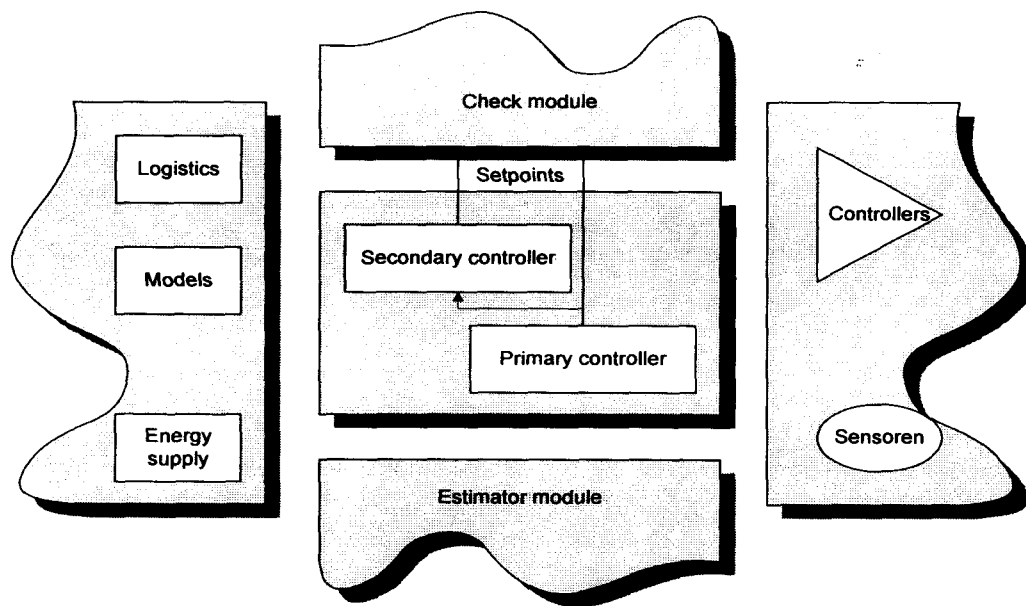 Check module
Setpoints
Logistics
Models
Energy
supply
Secondary controller
Primary controller
Estimator module
Controllers
Sensoren